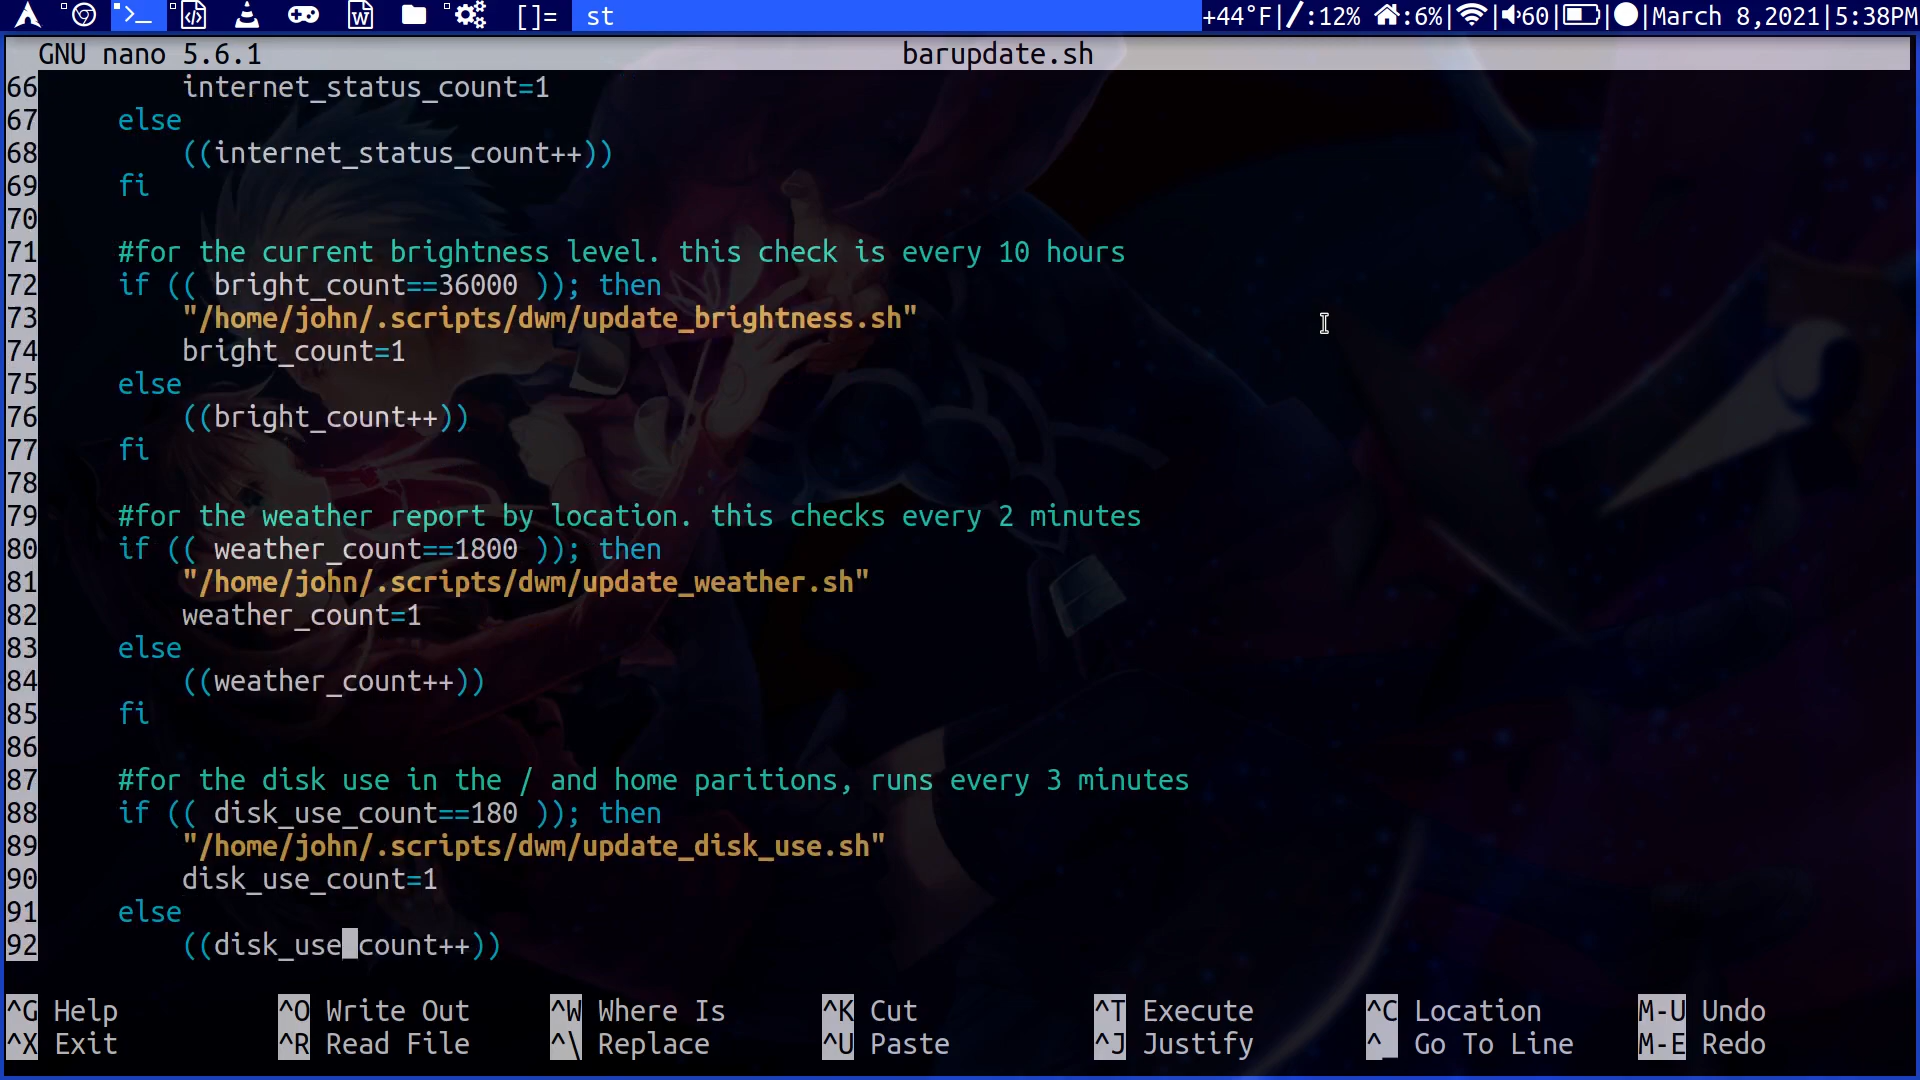 []= st +44°F|/:12% :6%| | 60| | |March 8,2021|5:38PM
GNU nano 5.6.1 barupdate.sh
66 internet_status_count=1
67 else
68 ((internet_status_count++))
69 fi
70
71 #for the current brightness level. this check is every 10 hours
72 if (( bright_count==36000 )); then
73 "/home/john/.scripts/dwm/update_brightness.sh"
74 bright_count=1
75 else
76 ((bright_count++))
77 fi
78
79 #for the weather report by location. this checks every 2 minutes
80 if (( weather_count==1800 )); then
81 "/home/john/.scripts/dwm/update_weather.sh"
82 weather_count=1
83 else
84 ((weather_count++))
85 fi
86
87 #for the disk use in the / and home paritions, runs every 3 minutes
88 if (( disk_use_count==180 )); then
89 "/home/john/.scripts/dwm/update_disk_use.sh"
90 disk_use_count=1
91 else
92 ((disk_use_count++))
^G Help ^O Write Out ^W Where Is ^K Cut ^T Execute ^C Location M-U Undo
^X Exit ^R Read File ^\ Replace ^U Paste ^J Justify ^_ Go To Line M-E Redo